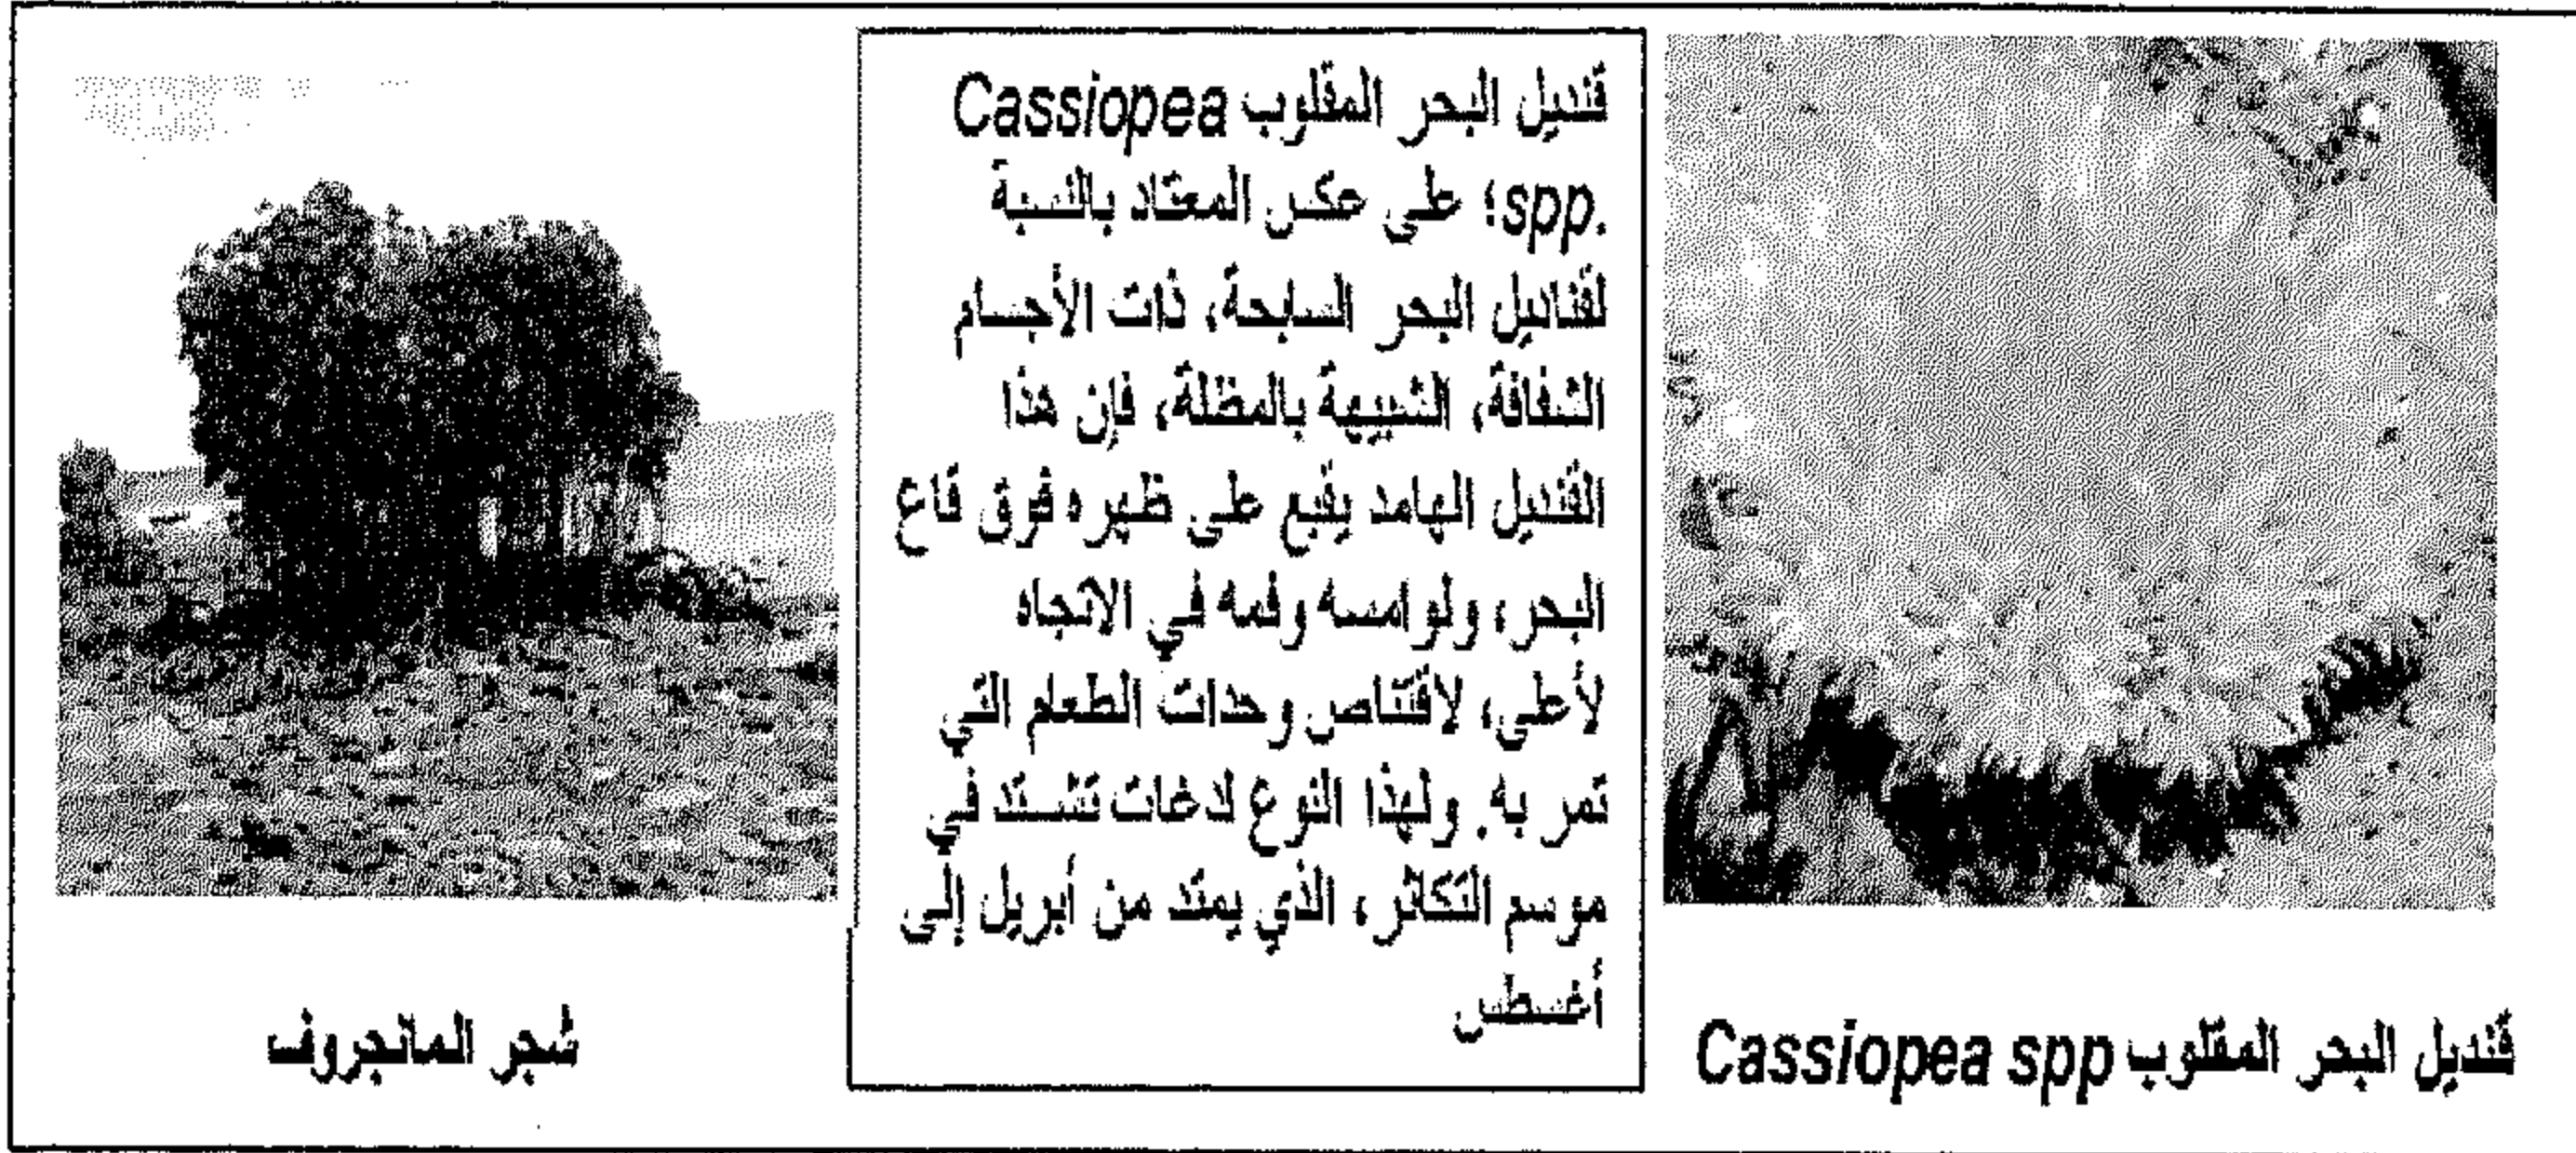 قنديل البحر المقلوب Cassiopea
spp.؛ على عكس المعتاد بالنسبة
لقناديل البحر السابحة، ذات الأجسام
الشفافة، الشبيهة بالمظلة، فإن هذا
القنديل الهامد يقبع على ظهره فوق قاع
البحر، ولوامسه وفمه في الاتجاه
لأعلى، لاقتناص وحدات الطعام التي
تمر به. ولهذا النوع لدغات تشتد في
موسم التكاثر، الذي يمتد من أبريل إلى
أغسطس
قنديل البحر المقلوب Cassiopea spp
شجر المانجروف